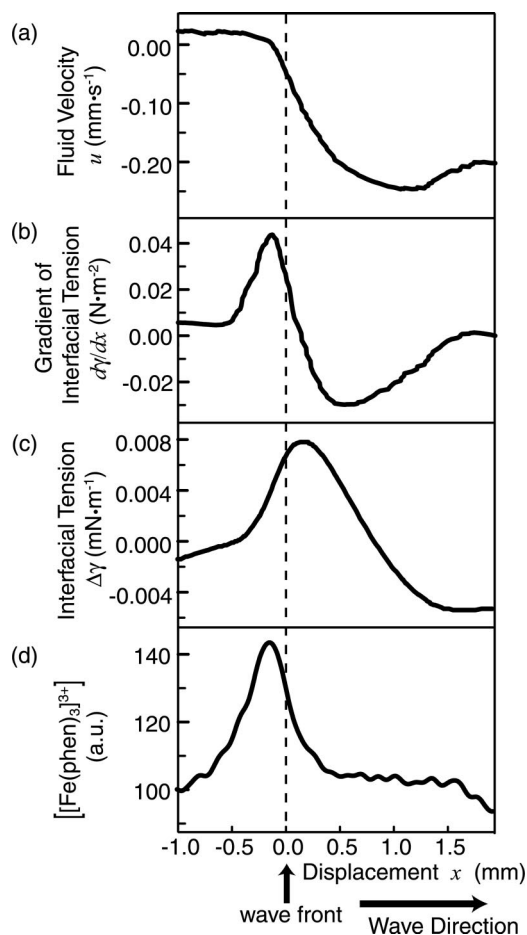 (a)
Fluid Velocity
u (mm•s⁻¹)
0.00
-0.10
-0.20
(b)
Gradient of
Interfacial Tension
dγ/dx (N•m⁻²)
0.04
0.02
0.00
-0.02
(c)
Interfacial Tension
Δγ (mN•m⁻¹)
0.008
0.004
0.000
-0.004
(d)
[[Fe(phen)₃]³⁺]
(a.u.)
140
120
100
-1.0 -0.5 0.0 0.5 1.0 1.5
Displacement x (mm)
wave front
Wave Direction